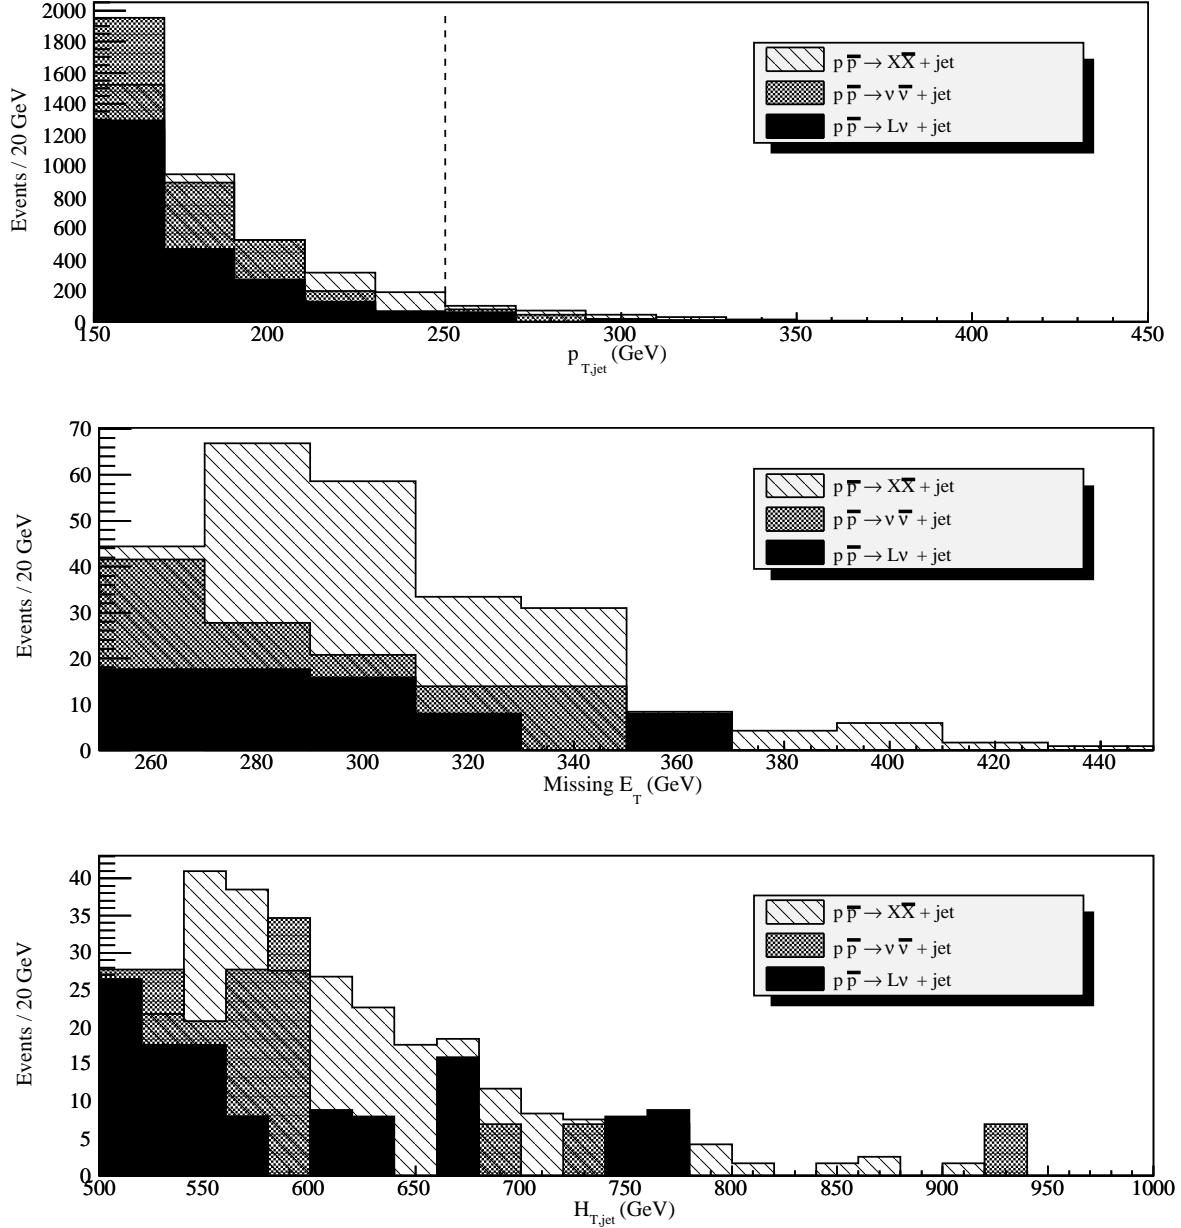 2000
1800
1600
1400
1200
1000
800
600
400
200
0
Events / 20 GeV
p p̅ → XX̅ + jet
p p̅ → ν ν̅ + jet
p p̅ → Lν + jet
150 200 250 300 350 400 450
p_T,jet (GeV)
70
60
50
40
30
20
10
0
Events / 20 GeV
p p̅ → XX̅ + jet
p p̅ → ν ν̅ + jet
p p̅ → Lν + jet
260 280 300 320 340 360 380 400 420 440
Missing E_T (GeV)
40
35
30
25
20
15
10
5
0
Events / 20 GeV
p p̅ → XX̅ + jet
p p̅ → ν ν̅ + jet
p p̅ → Lν + jet
500 550 600 650 700 750 800 850 900 950 1000
H_T,jet (GeV)